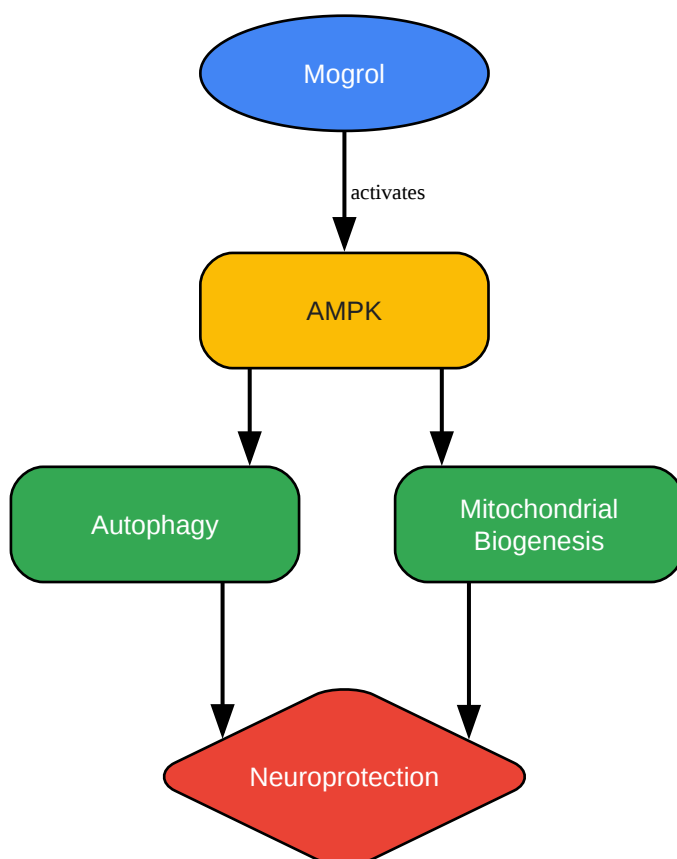 Mogrol
activates
AMPK
Autophagy
Mitochondrial
Biogenesis
Neuroprotection